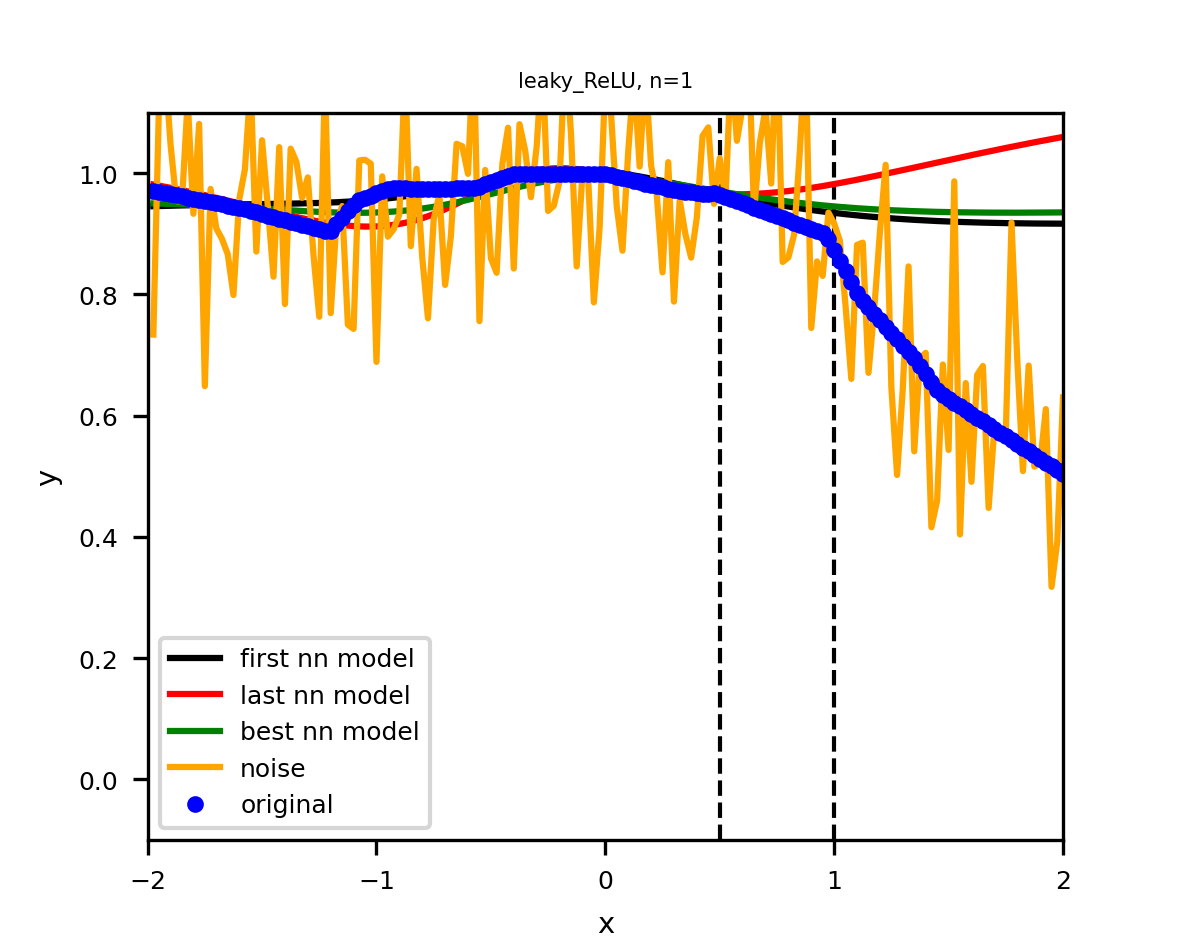 leaky_ReLU, n=1
1.0
0.8
0.6
0.4
0.2
0.0
y
first nn model
last nn model
best nn model
noise
original
−2
−1
0
1
2
x